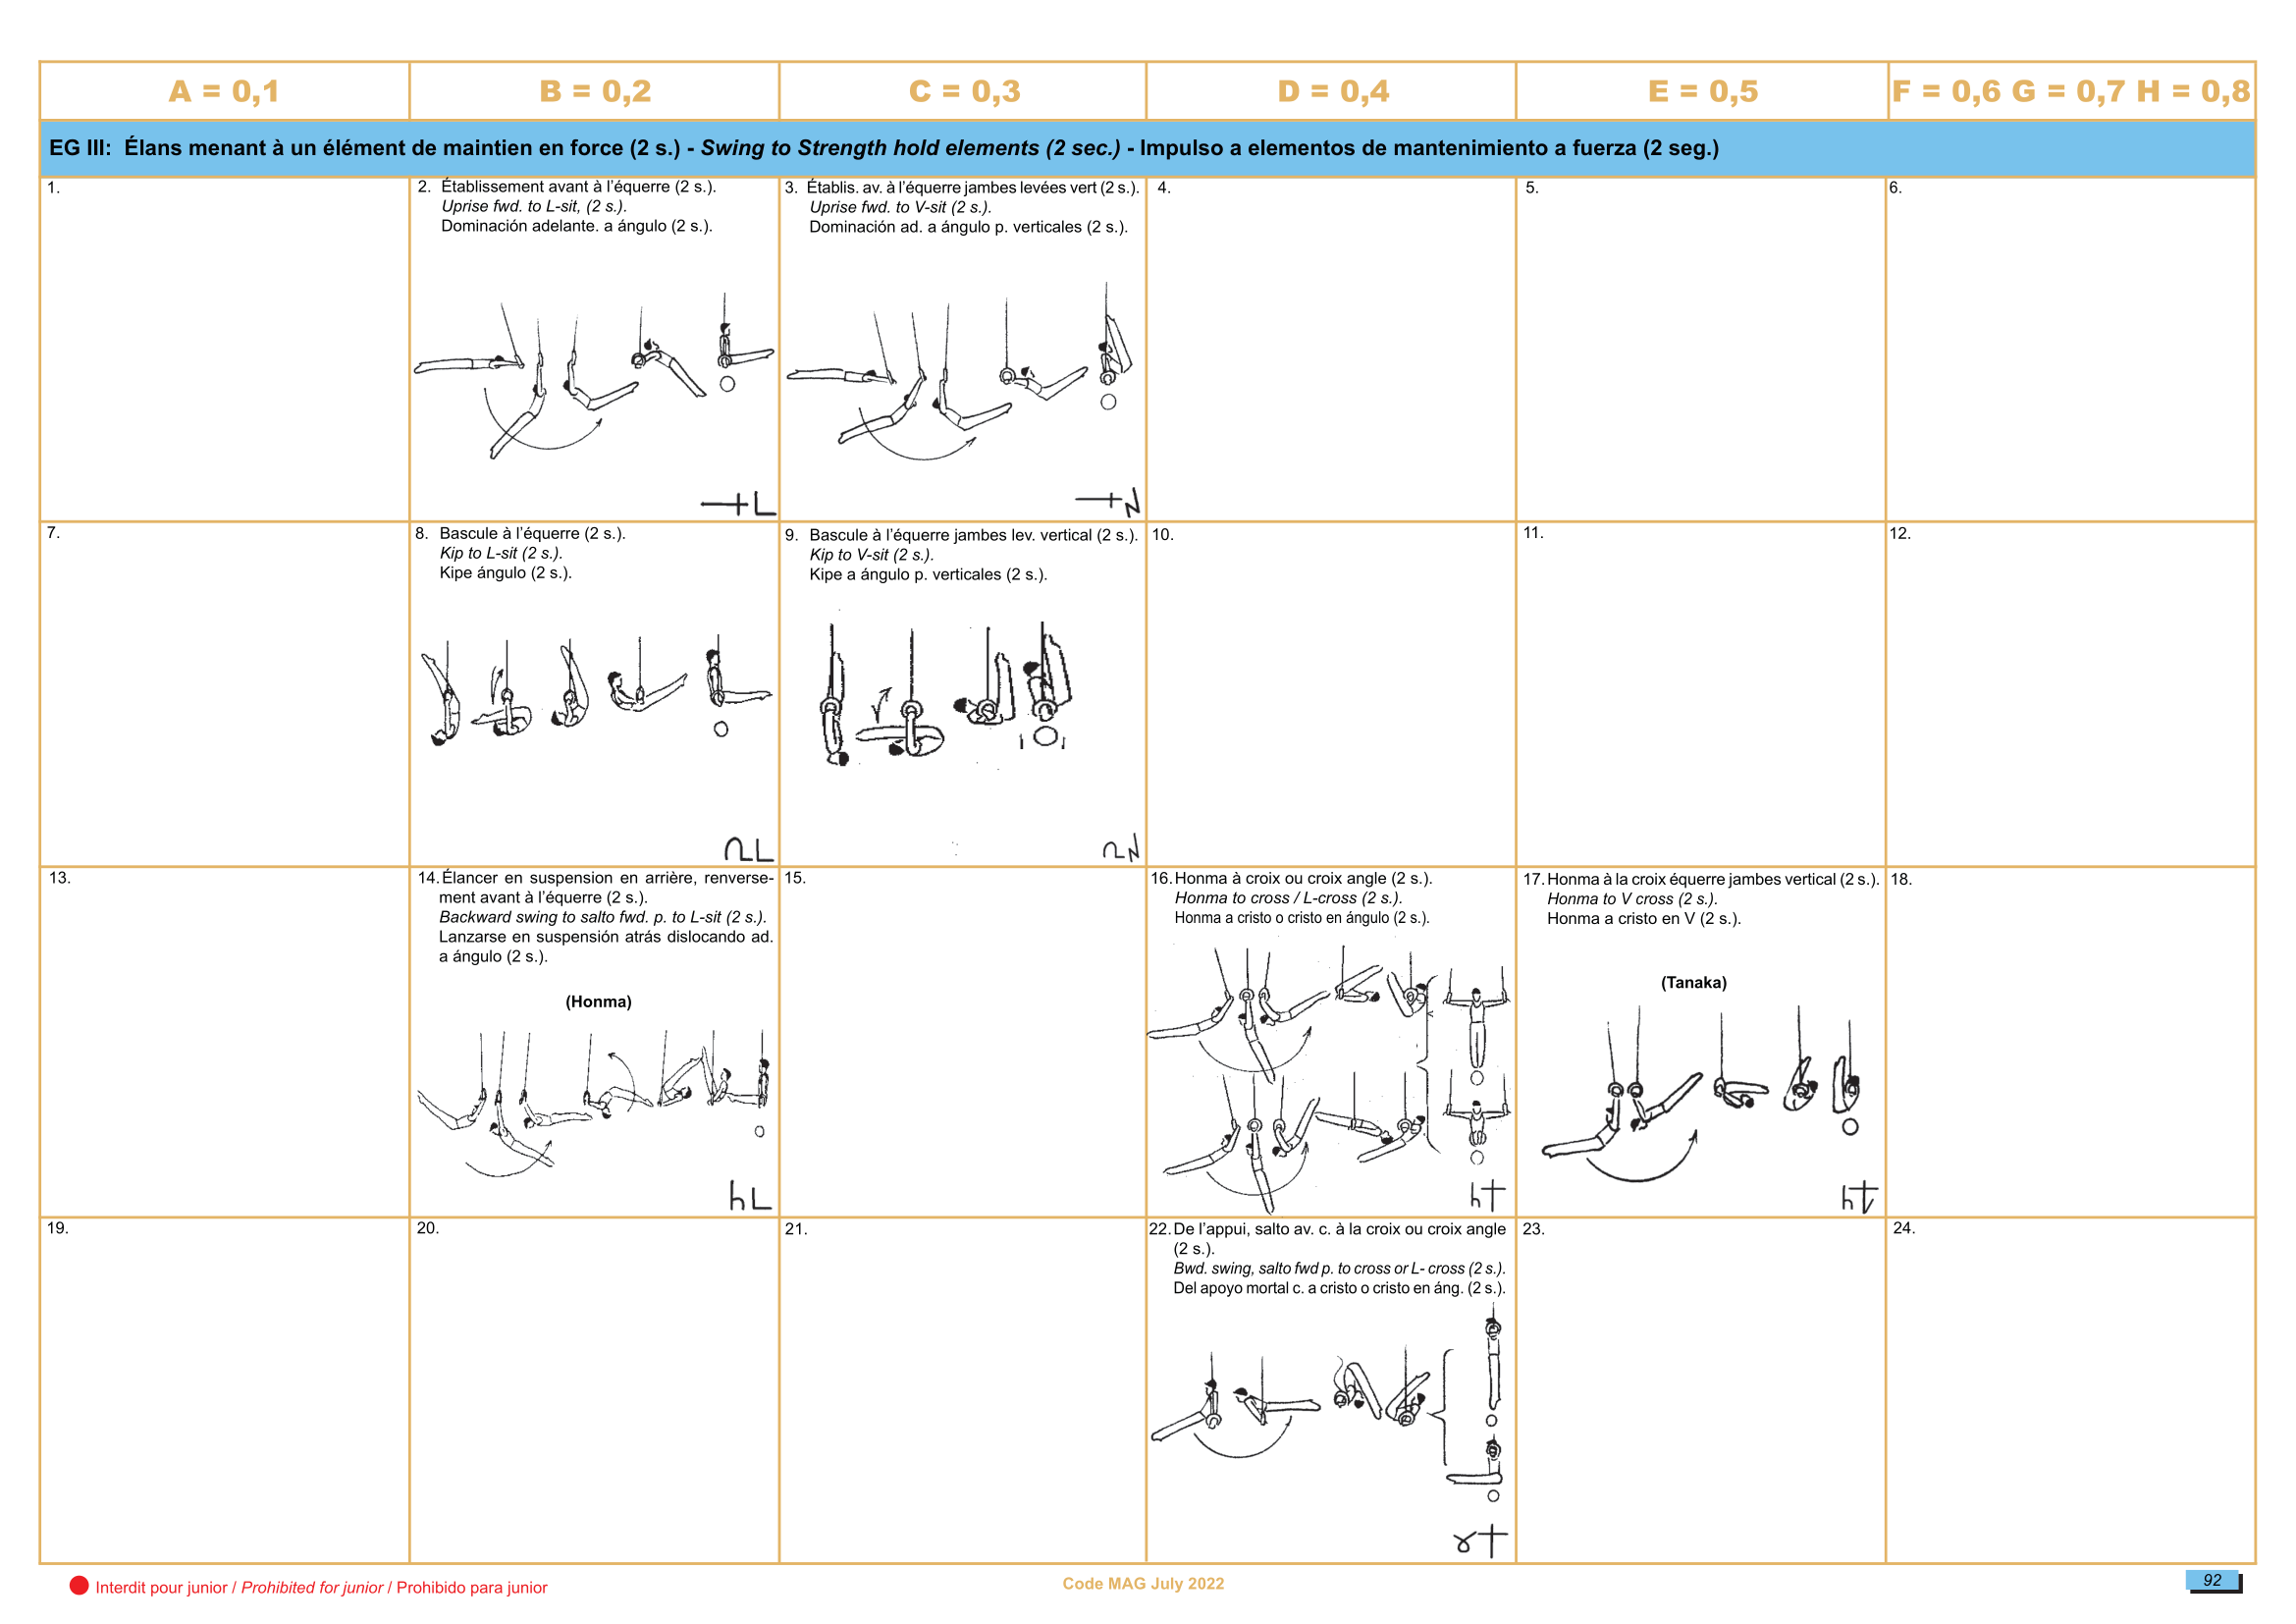 A = 0,1
B = 0,2
C = 0,3
D = 0,4
E = 0,5
F = 0,6 G = 0,7 H = 0,8
EG III: Élans menant à un élément de maintien en force (2 s.) - Swing to Strength hold elements (2 sec.) - Impulso a elementos de mantenimiento a fuerza (2 seg.)
1.
2. Établissement avant à l'équerre (2 s.).
Uprise fwd. to L-sit, (2 s.).
Dominación adelante. a ángulo (2 s.).
3. Établis. av. à l'équerre jambes levées vert (2 s.).
Uprise fwd. to V-sit (2 s.).
Dominación ad. a ángulo p. verticales (2 s.).
4.
5.
6.
7.
8. Bascule à l'équerre (2 s.).
Kip to L-sit (2 s.).
Kipe ángulo (2 s.).
9. Bascule à l'équerre jambes lev. vertical (2 s.).
Kip to V-sit (2 s.).
Kipe a ángulo p. verticales (2 s.).
10.
11.
12.
13.
14. Élancer en suspension en arrière, renverse-
ment avant à l'équerre (2 s.).
Backward swing to salto fwd. p. to L-sit (2 s.).
Lanzarse en suspensión atrás dislocando ad.
a ángulo (2 s.).
(Honma)
15.
16. Honma à croix ou croix angle (2 s.).
Honma to cross / L-cross (2 s.).
Honma a cristo o cristo en ángulo (2 s.).
17. Honma à la croix équerre jambes vertical (2 s.).
Honma to V cross (2 s.).
Honma a cristo en V (2 s.).
(Tanaka)
18.
19.
20.
21.
22. De l'appui, salto av. c. à la croix ou croix angle
(2 s.).
Bwd. swing, salto fwd p. to cross or L- cross (2 s.).
Del apoyo mortal c. a cristo o cristo en áng. (2 s.).
23.
24.
Interdit pour junior / Prohibited for junior / Prohibido para junior
Code MAG July 2022
92